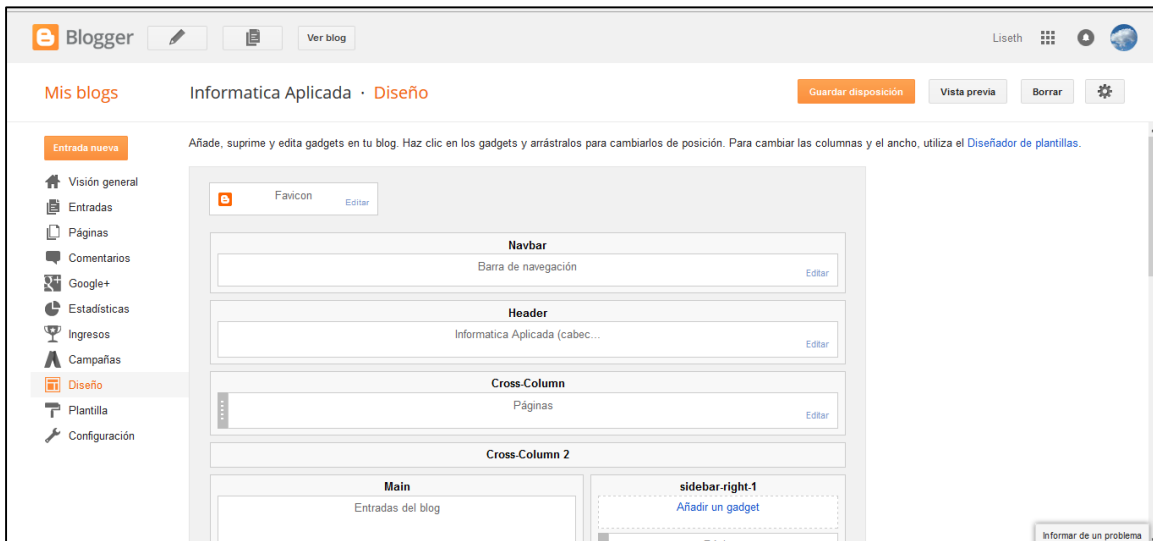 Blogger
Ver blog
Liseth
Mis blogs
Informatica Aplicada · Diseño
Guardar disposición
Vista previa
Borrar
Entrada nueva
Añade, suprime y edita gadgets en tu blog. Haz clic en los gadgets y arrástralos para cambiarlos de posición. Para cambiar las columnas y el ancho, utiliza el Diseñador de plantillas.
Visión general
Entradas
Páginas
Comentarios
Google+
Estadísticas
Ingresos
Campañas
Diseño
Plantilla
Configuración
Favicon
Editar
Navbar
Barra de navegación
Editar
Header
Informatica Aplicada (cabec...
Editar
Cross-Column
Páginas
Editar
Cross-Column 2
Main
Entradas del blog
sidebar-right-1
Añadir un gadget
Informar de un problema